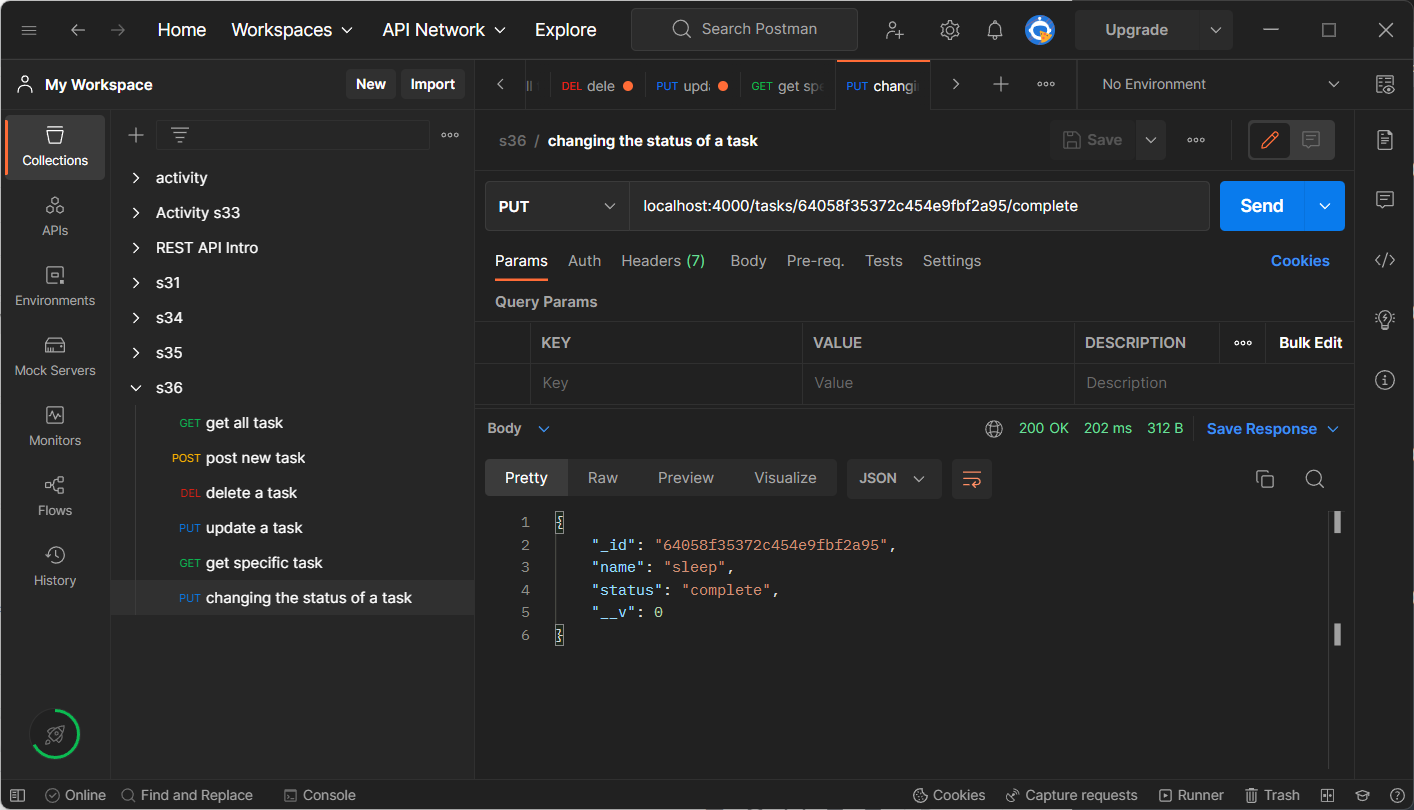 Home Workspaces API Network Explore Search Postman Upgrade
My Workspace New Import
DEL dele PUT upda GET get spe PUT changi No Environment
Collections
APIs
Environments
Mock Servers
Monitors
Flows
History
activity
Activity s33
REST API Intro
s31
s34
s35
s36
GET get all task
POST post new task
DEL delete a task
PUT update a task
GET get specific task
PUT changing the status of a task
s36 / changing the status of a task Save
PUT localhost:4000/tasks/64058f35372c454e9fbf2a95/complete Send
Params Auth Headers (7) Body Pre-req. Tests Settings Cookies
Query Params
KEY VALUE DESCRIPTION Bulk Edit
Key Value Description
Body 200 OK 202 ms 312 B Save Response
Pretty Raw Preview Visualize JSON
1 {
2 "_id": "64058f35372c454e9fbf2a95",
3 "name": "sleep",
4 "status": "complete",
5 "__v": 0
6 }
Online Find and Replace Console Cookies Capture requests Runner Trash